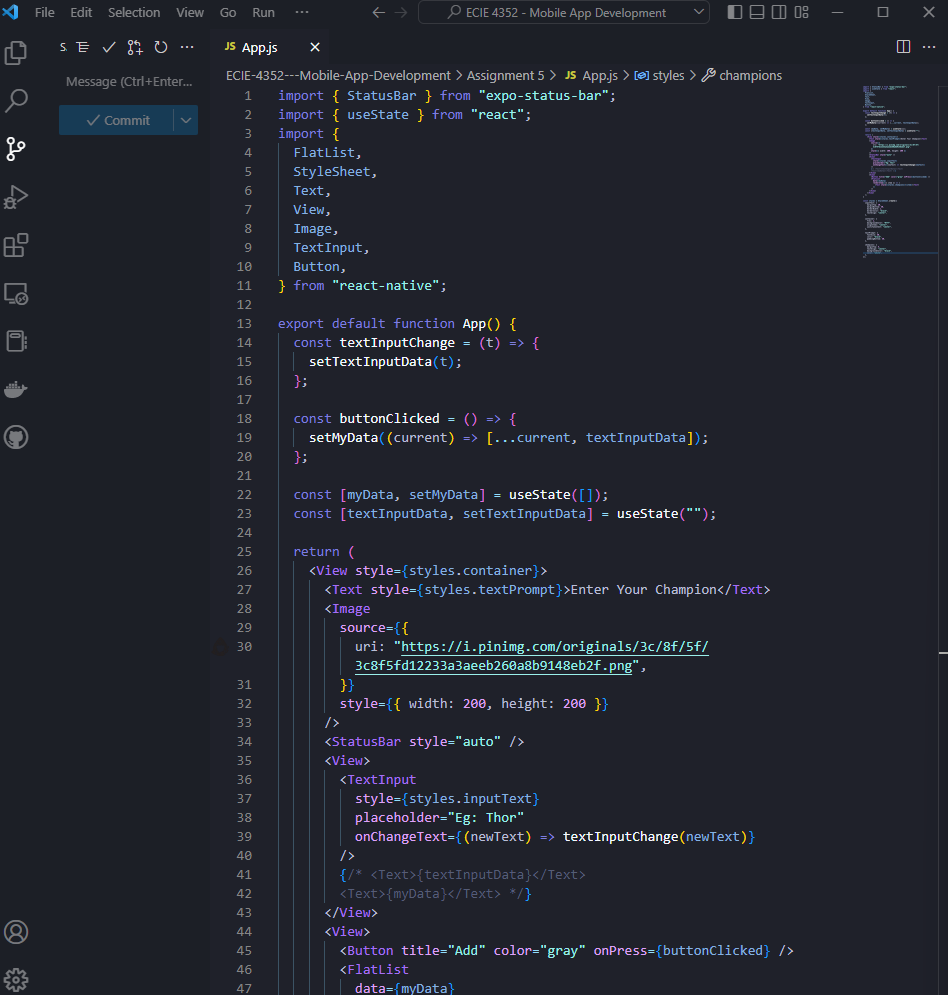 File Edit Selection View Go Run ··· ECIE 4352 - Mobile App Development
S.
JS App.js
Message (Ctrl+Enter...
Commit
ECIE-4352---Mobile-App-Development > Assignment 5 > JS App.js > styles > champions
1 import { StatusBar } from "expo-status-bar";
2 import { useState } from "react";
3 import {
4 FlatList,
5 StyleSheet,
6 Text,
7 View,
8 Image,
9 TextInput,
10 Button,
11 } from "react-native";
12
13 export default function App() {
14 const textInputChange = (t) => {
15 setTextInputData(t);
16 };
17
18 const buttonClicked = () => {
19 setMyData((current) => [...current, textInputData]);
20 };
21
22 const [myData, setMyData] = useState([]);
23 const [textInputData, setTextInputData] = useState("");
24
25 return (
26 <View style={styles.container}>
27 <Text style={styles.textPrompt}>Enter Your Champion</Text>
28 <Image
29 source={{
30 uri: "https://i.pinimg.com/originals/3c/8f/5f/
3c8f5fd12233a3aeeb260a8b9148eb2f.png",
31 }}
32 style={{ width: 200, height: 200 }}
33 />
34 <StatusBar style="auto" />
35 <View>
36 <TextInput
37 style={styles.inputText}
38 placeholder="Eg: Thor"
39 onChangeText={(newText) => textInputChange(newText)}
40 />
41 {/* <Text>{textInputData}</Text>
42 <Text>{myData}</Text> */}
43 </View>
44 <View>
45 <Button title="Add" color="gray" onPress={buttonClicked} />
46 <FlatList
47 data={myData}